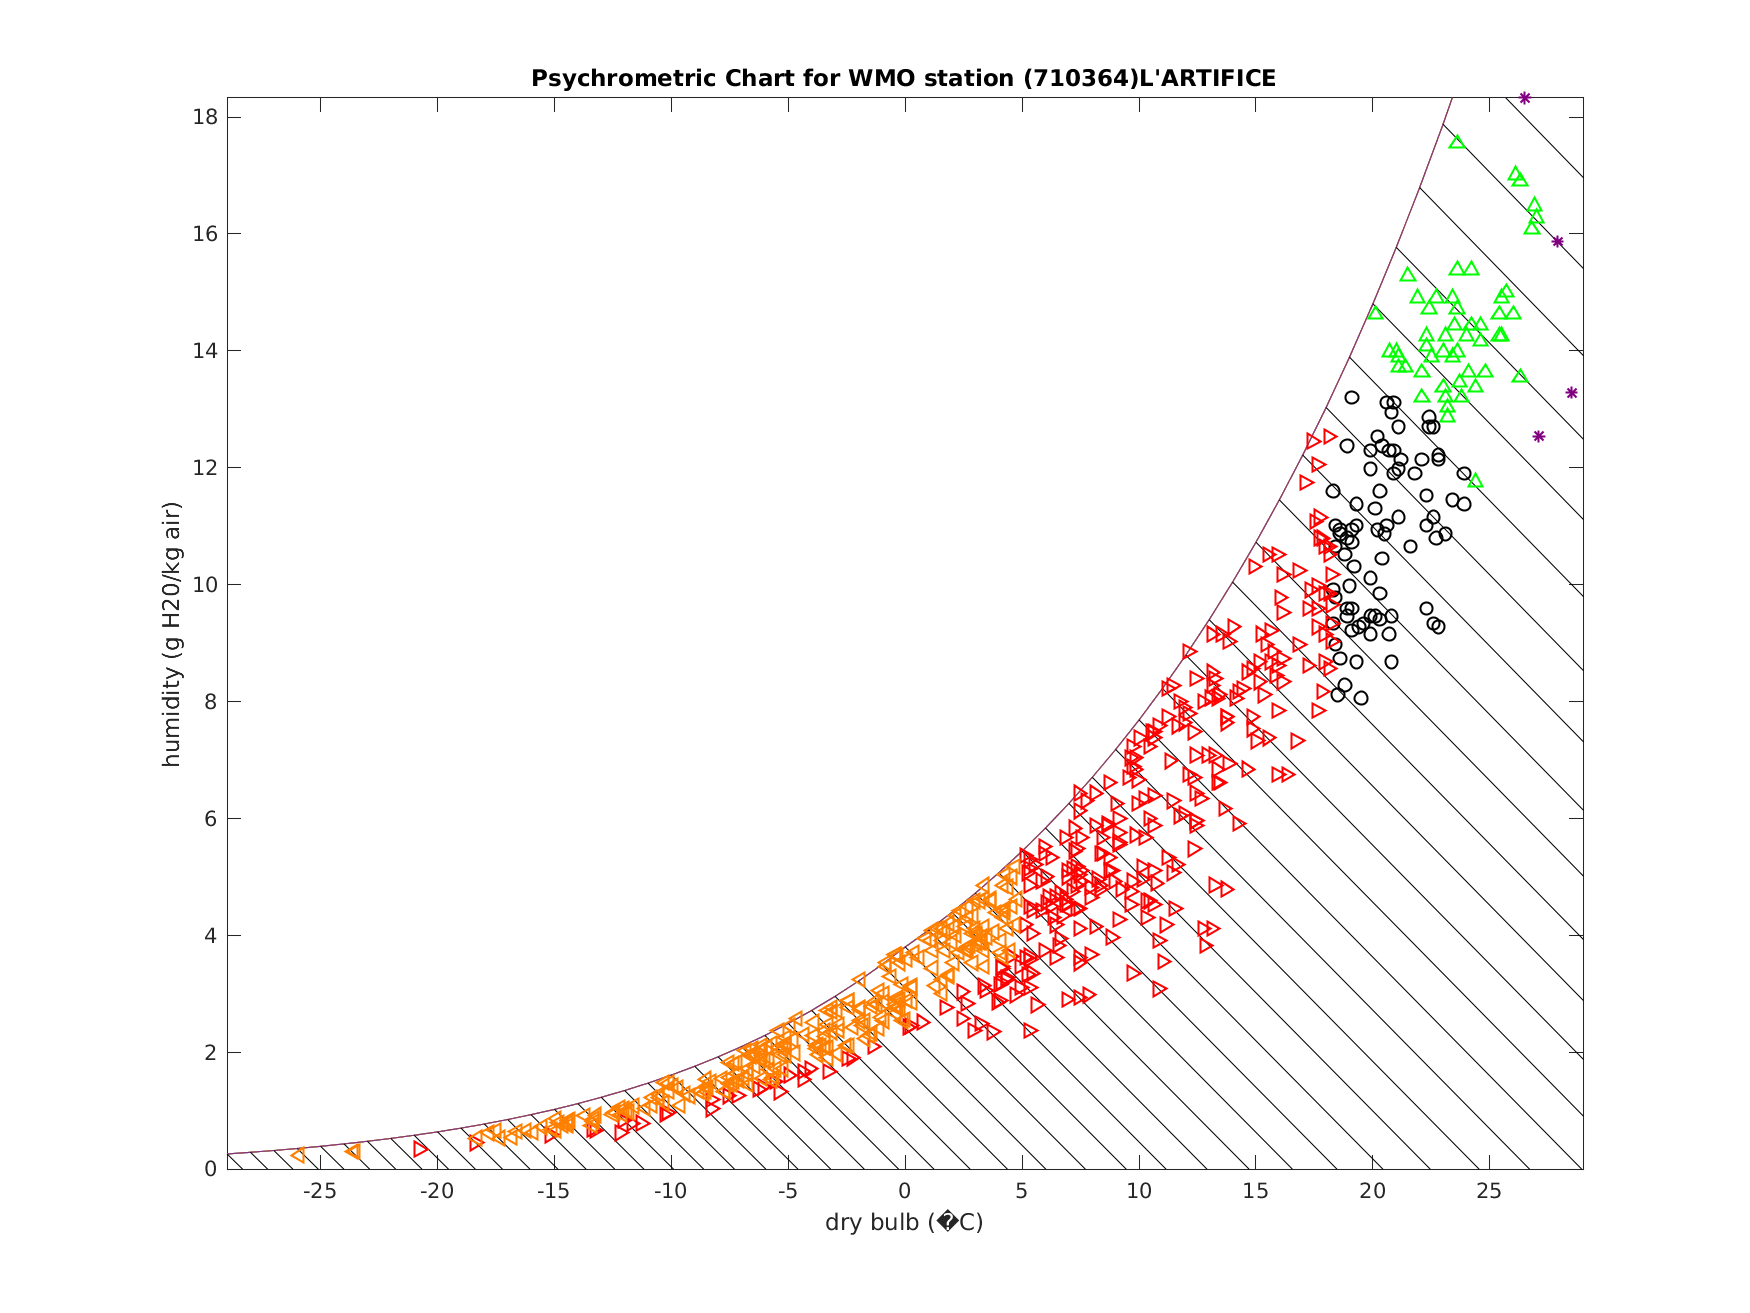 Psychrometric Chart for WMO station (710364)L'ARTIFICE
18
16
14
12
10
8
6
4
2
0
humidity (g H20/kg air)
-25 -20 -15 -10 -5 0 5 10 15 20 25
dry bulb (�C)